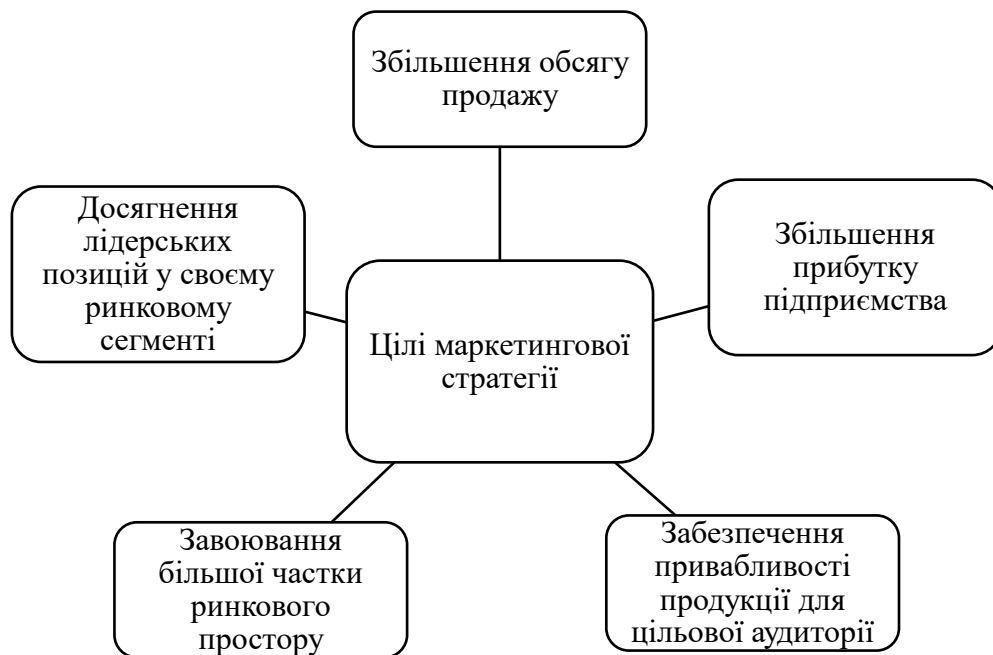 Збільшення обсягу
продажу
Досягнення
лідерських
позицій у своєму
ринковому
сегменті
Збільшення
прибутку
підприємства
Цілі маркетингової
стратегії
Завоювання
більшої частки
ринкового
простору
Забезпечення
привабливості
продукції для
цільової аудиторії